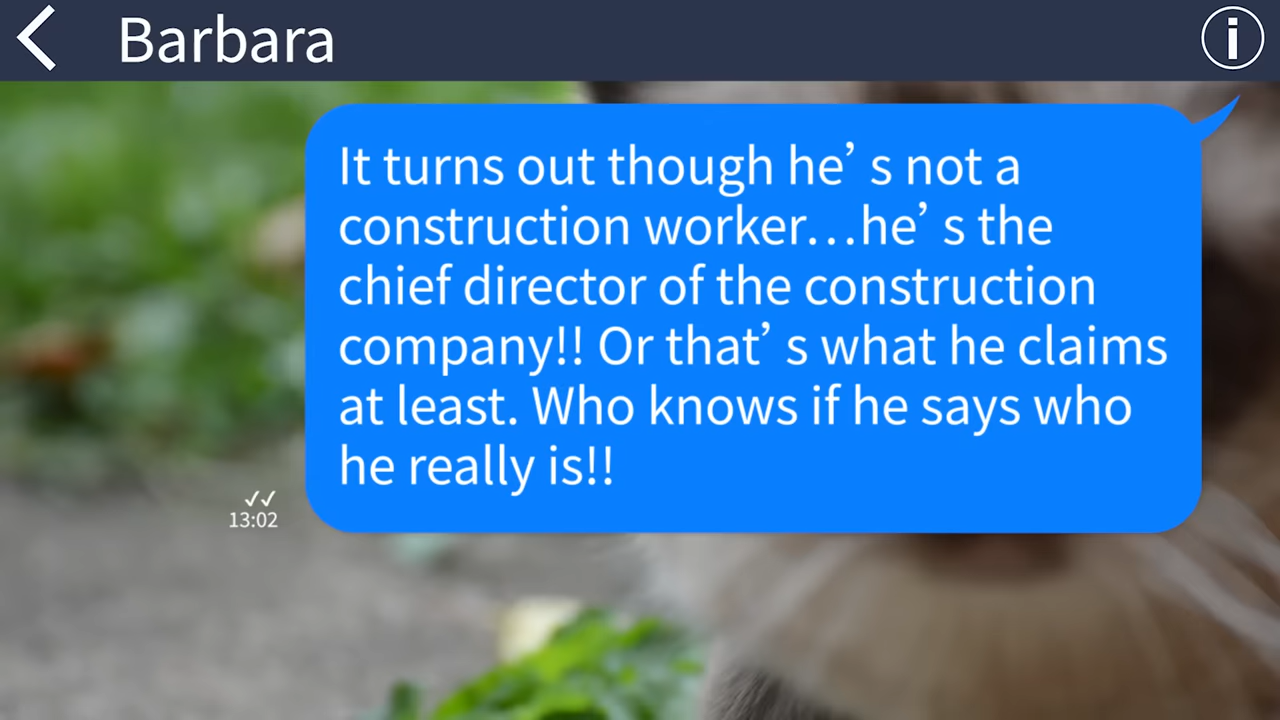 Barbara
It turns out though he’s not a
construction worker…he’s the
chief director of the construction
company!! Or that’s what he claims
at least. Who knows if he says who
he really is!!
13:02